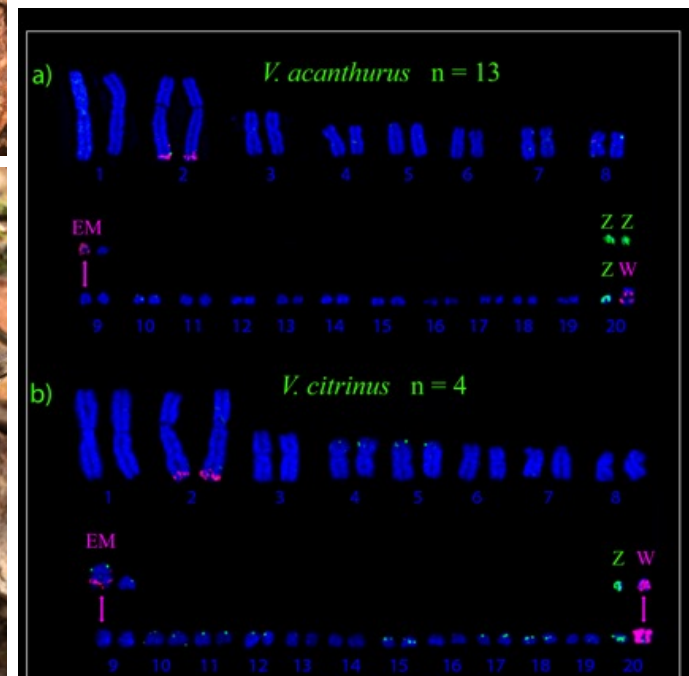 a) V. acanthurus n = 13
1 2 3 4 5 6 7 8
EM Z Z
Z W
9 10 11 12 13 14 15 16 17 18 19 20
b) V. citrinus n = 4
1 2 3 4 5 6 7 8
EM Z W
9 10 11 12 13 14 15 16 17 18 19 20